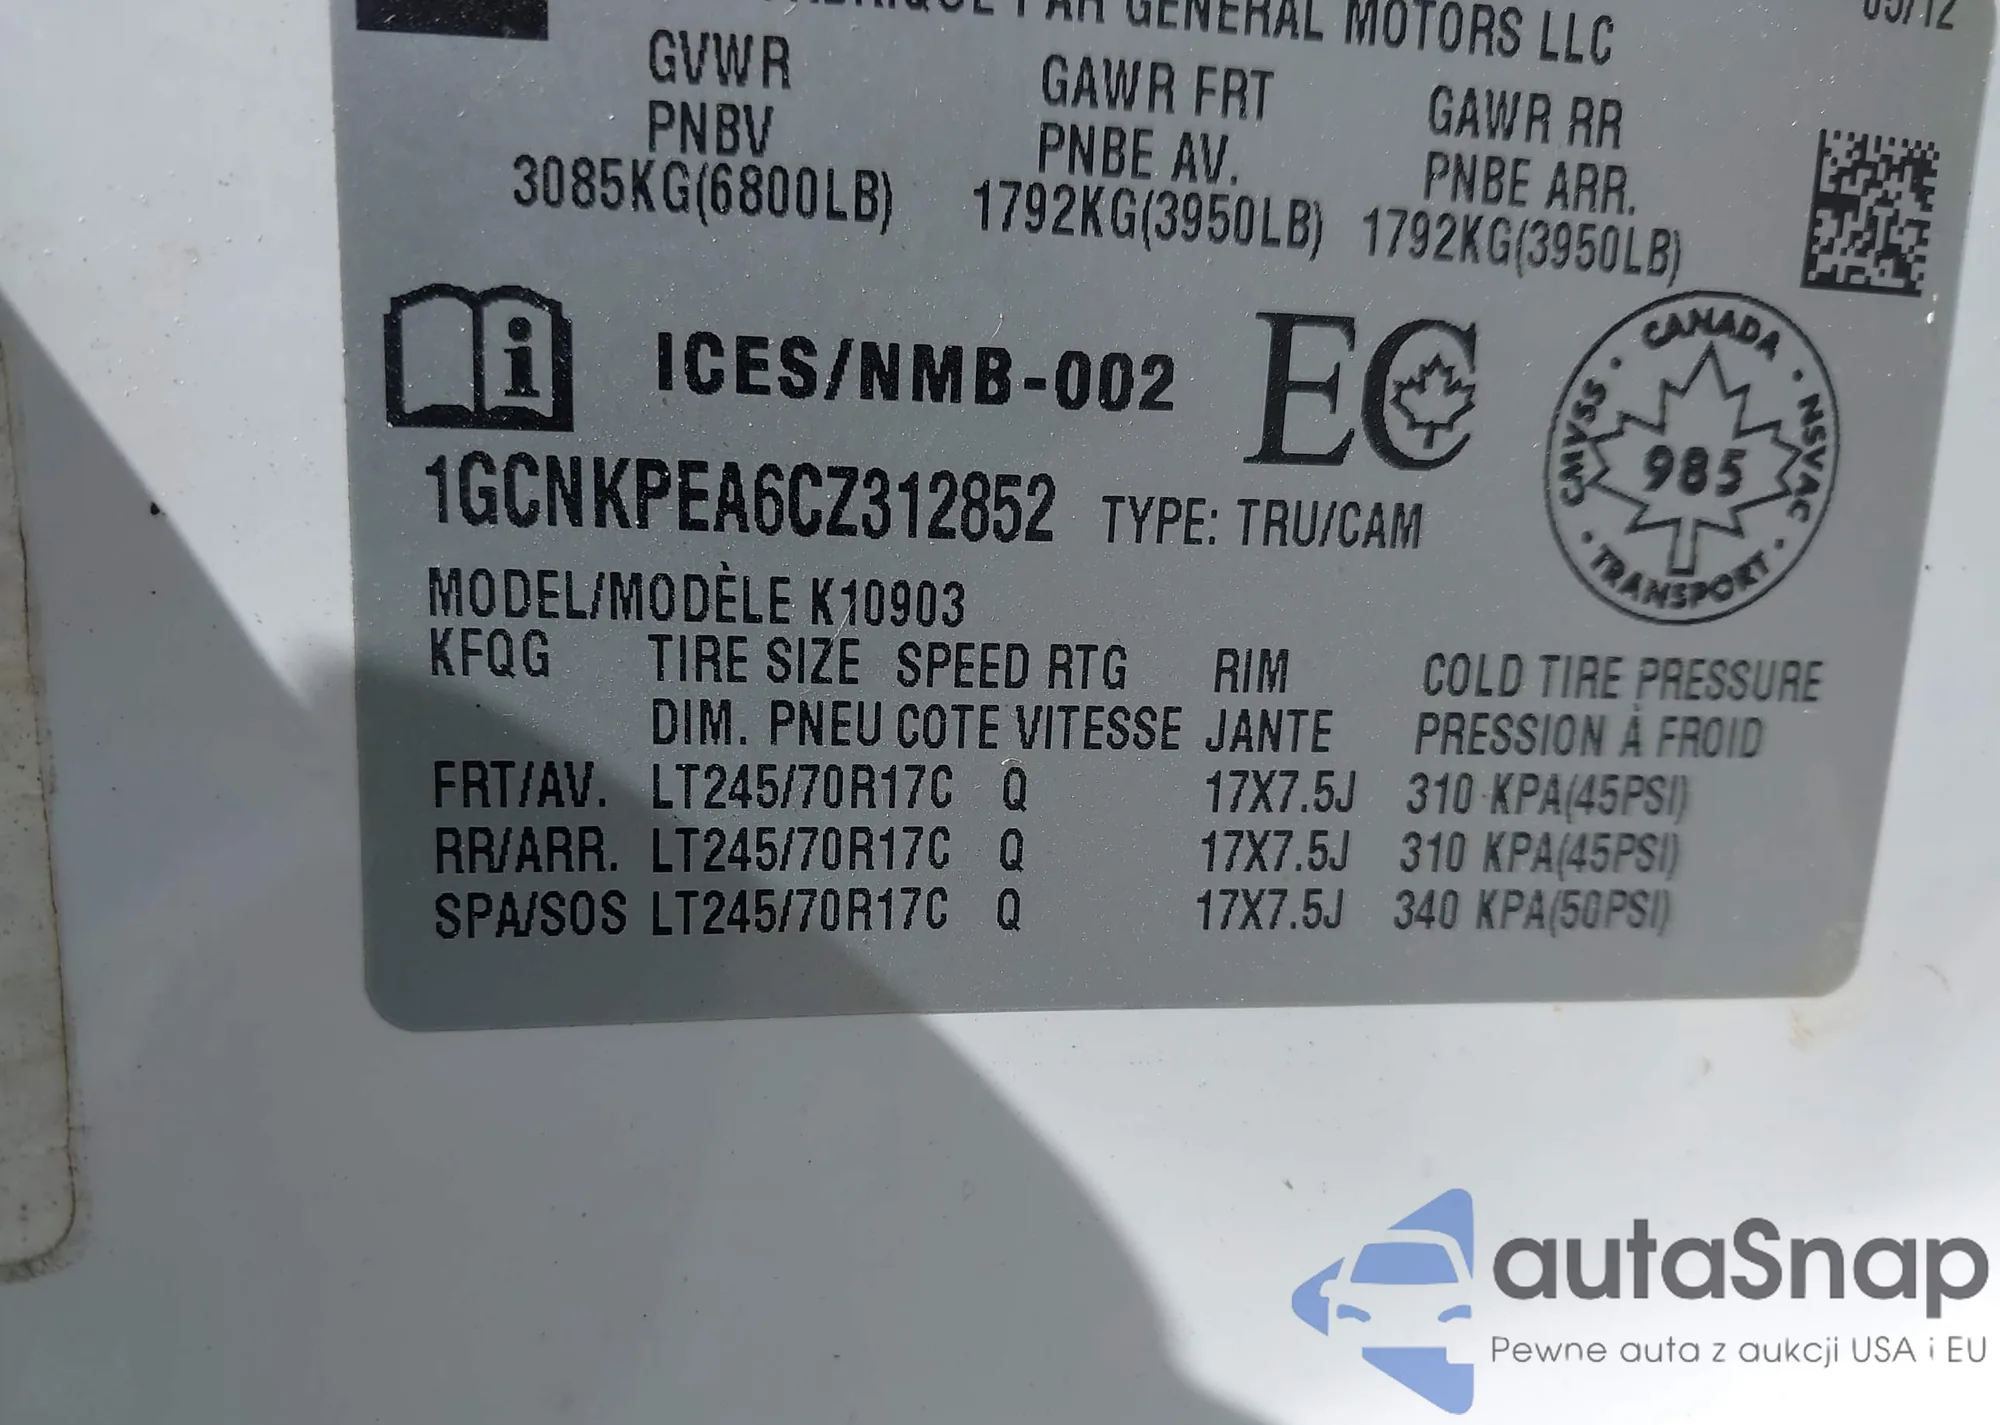 FABRIQUÉ PAR GENERAL MOTORS LLC
GVWR
PNBV
3085KG(6800LB)
GAWR FRT
PNBE AV.
1792KG(3950LB)
GAWR RR
PNBE ARR.
1792KG(3950LB)
ICES/NMB-002 EC
CANADA
CMVSS · 985 · NSVAC
· TRANSPORT ·
1GCNKPEA6CZ312852 TYPE: TRU/CAM
MODEL/MODÈLE K10903
KFQG TIRE SIZE SPEED RTG RIM COLD TIRE PRESSURE
DIM. PNEU COTE VITESSE JANTE PRESSION À FROID
FRT/AV. LT245/70R17C Q 17X7.5J 310 KPA(45PSI)
RR/ARR. LT245/70R17C Q 17X7.5J 310 KPA(45PSI)
SPA/SOS LT245/70R17C Q 17X7.5J 340 KPA(50PSI)
autaSnap
Pewne auta z aukcji USA i EU